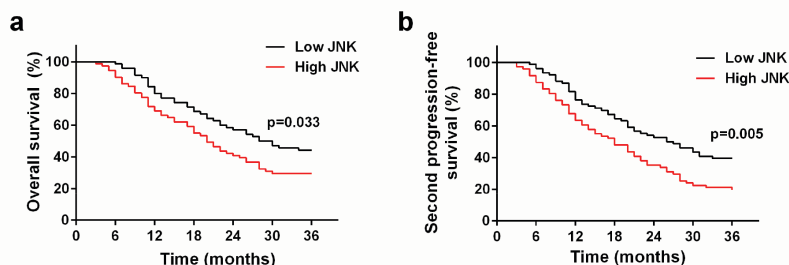 a
Overall survival (%)
100
80
60
40
20
0
0 6 12 18 24 30 36
Time (months)
Low JNK
High JNK
p=0.033
b
Second progression-free
survival (%)
100
80
60
40
20
0
0 6 12 18 24 30 36
Time (months)
Low JNK
High JNK
p=0.005